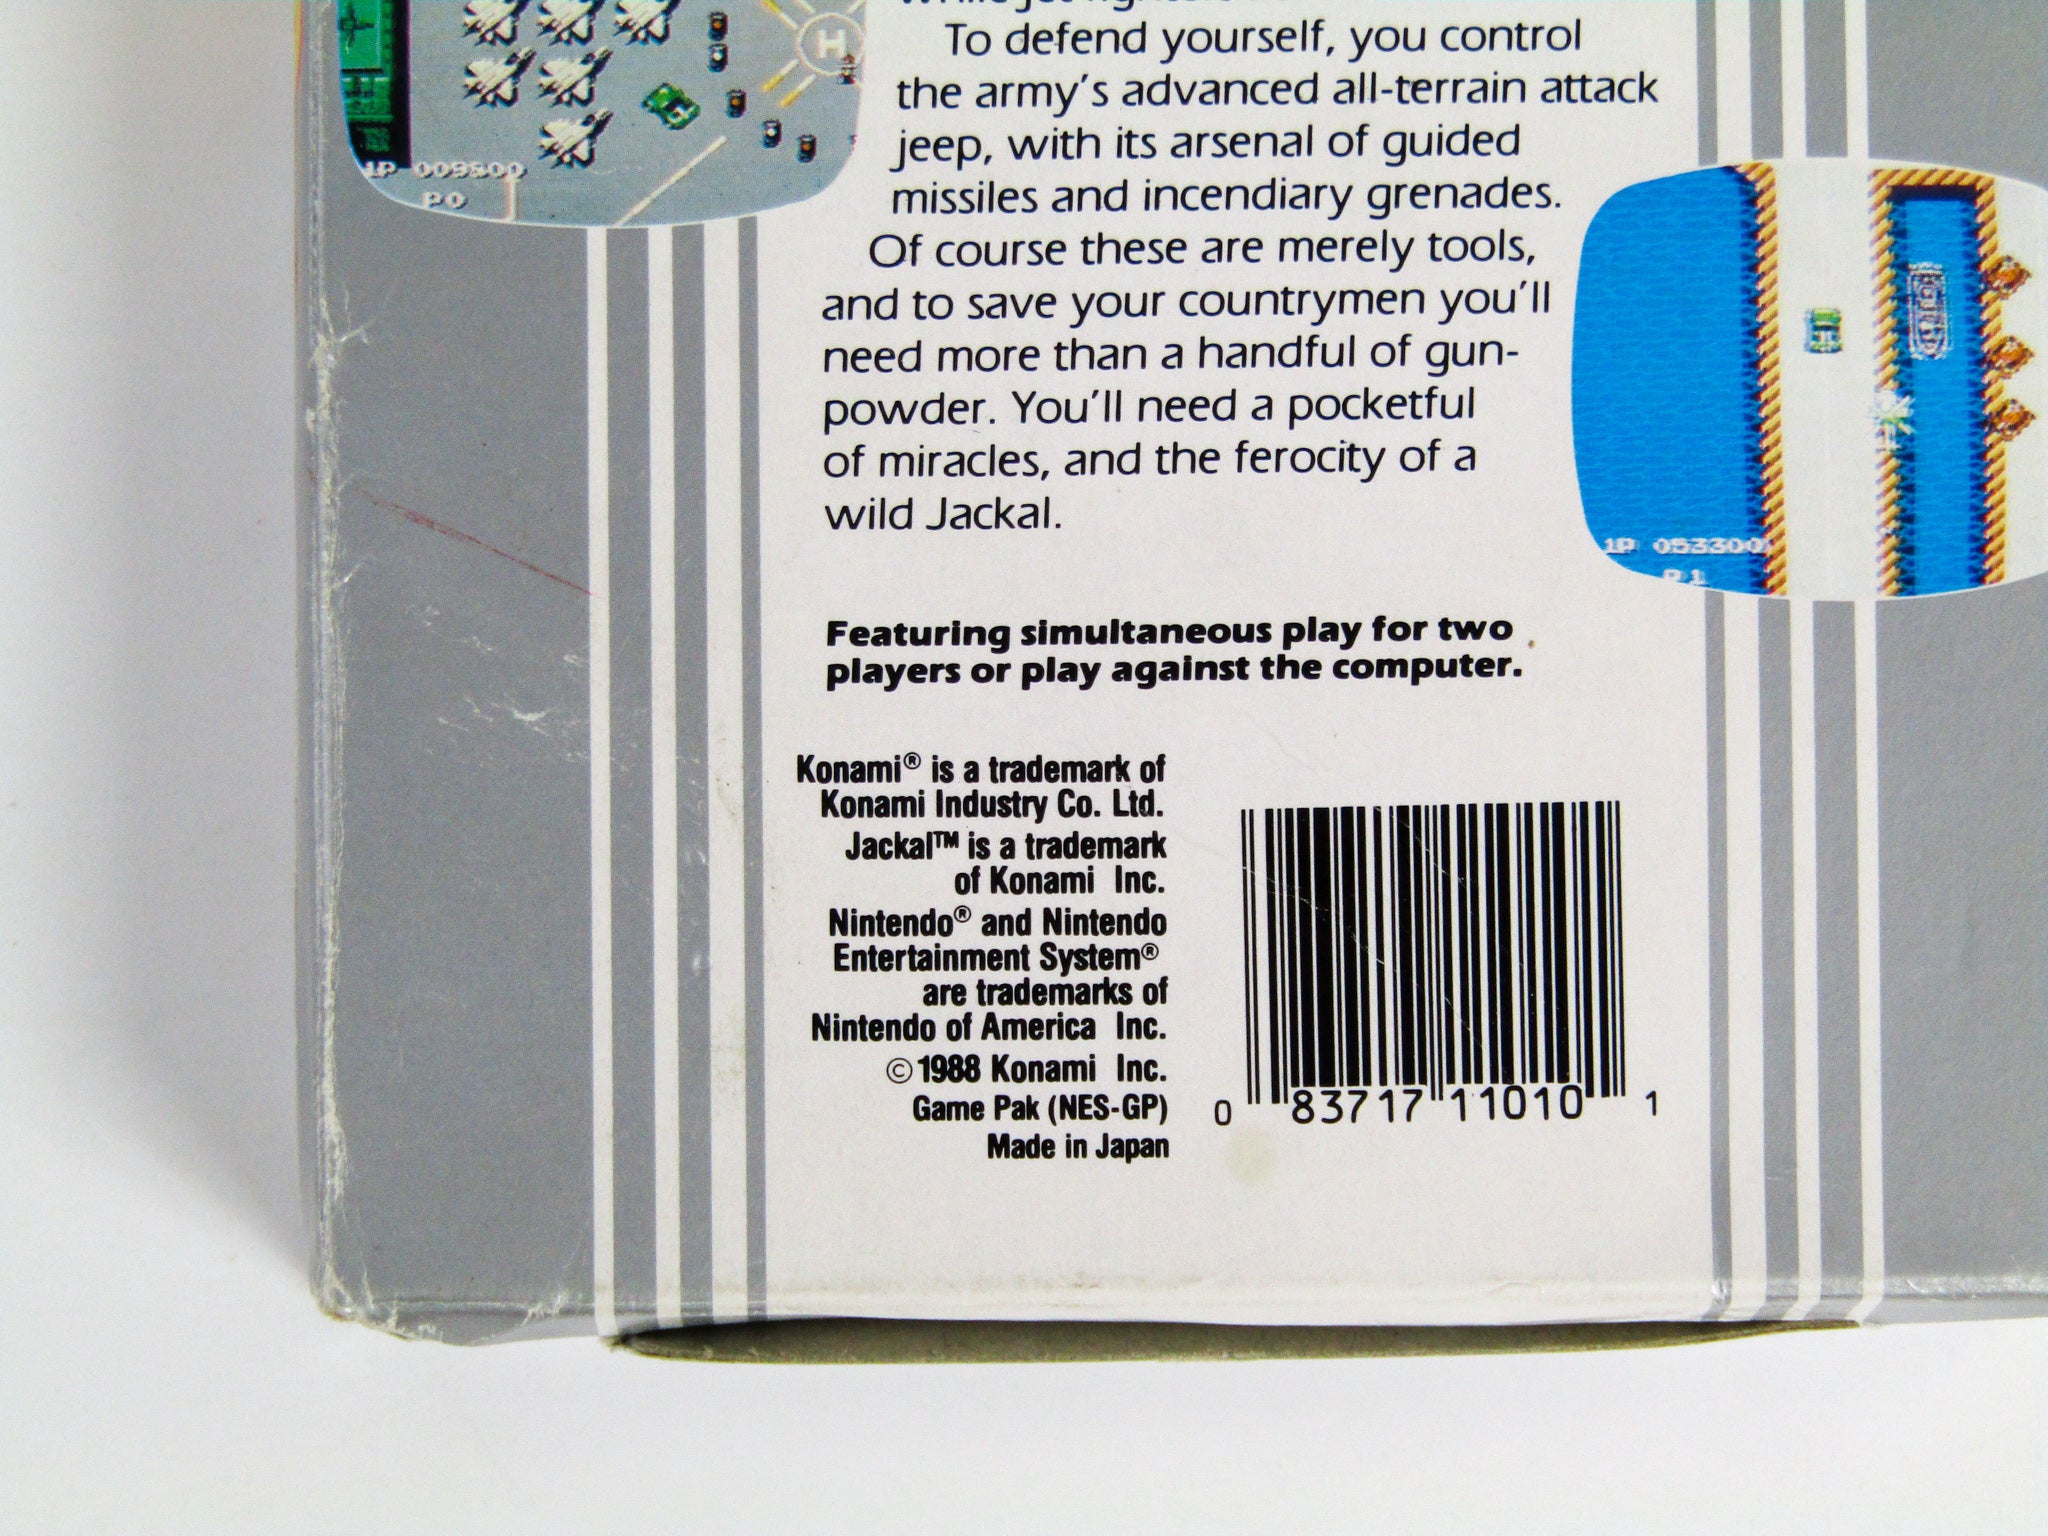 To defend yourself, you control
the army's advanced all-terrain attack
jeep, with its arsenal of guided
missiles and incendiary grenades.
Of course these are merely tools,
and to save your countrymen you'll
need more than a handful of gun-
powder. You'll need a pocketful
of miracles, and the ferocity of a
wild Jackal.
Featuring simultaneous play for two
players or play against the computer.
Konami® is a trademark of
Konami Industry Co. Ltd.
Jackal™ is a trademark
of Konami Inc.
Nintendo® and Nintendo
Entertainment System®
are trademarks of
Nintendo of America Inc.
©1988 Konami Inc.
Game Pak (NES-GP)
Made in Japan
0 83717 11010 1
H
1P 009800
P0
1P 053300
P1